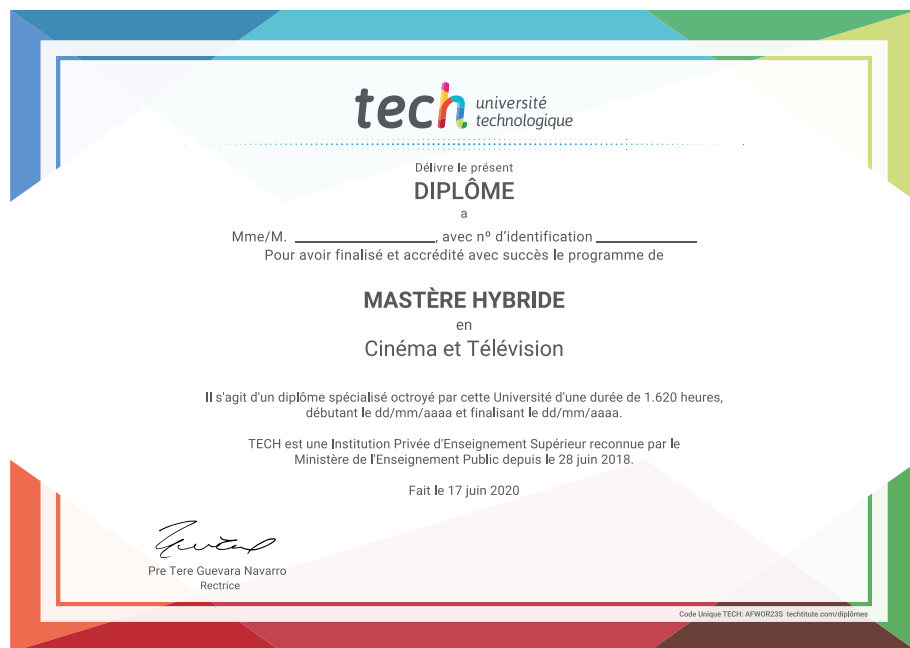 tech université
technologique
Délivre le présent
DIPLÔME
a
Mme/M. ____________, avec nº d'identification ____________
Pour avoir finalisé et accrédité avec succès le programme de
MASTÈRE HYBRIDE
en
Cinéma et Télévision
Il s'agit d'un diplôme spécialisé octroyé par cette Université d'une durée de 1.620 heures,
débutant le dd/mm/aaaa et finalisant le dd/mm/aaaa.
TECH est une Institution Privée d'Enseignement Supérieur reconnue par le
Ministère de l'Enseignement Public depuis le 28 juin 2018.
Fait le 17 juin 2020
Pre Tere Guevara Navarro
Rectrice
Code Unique TECH: AFWOR23S techtitute.com/diplômes